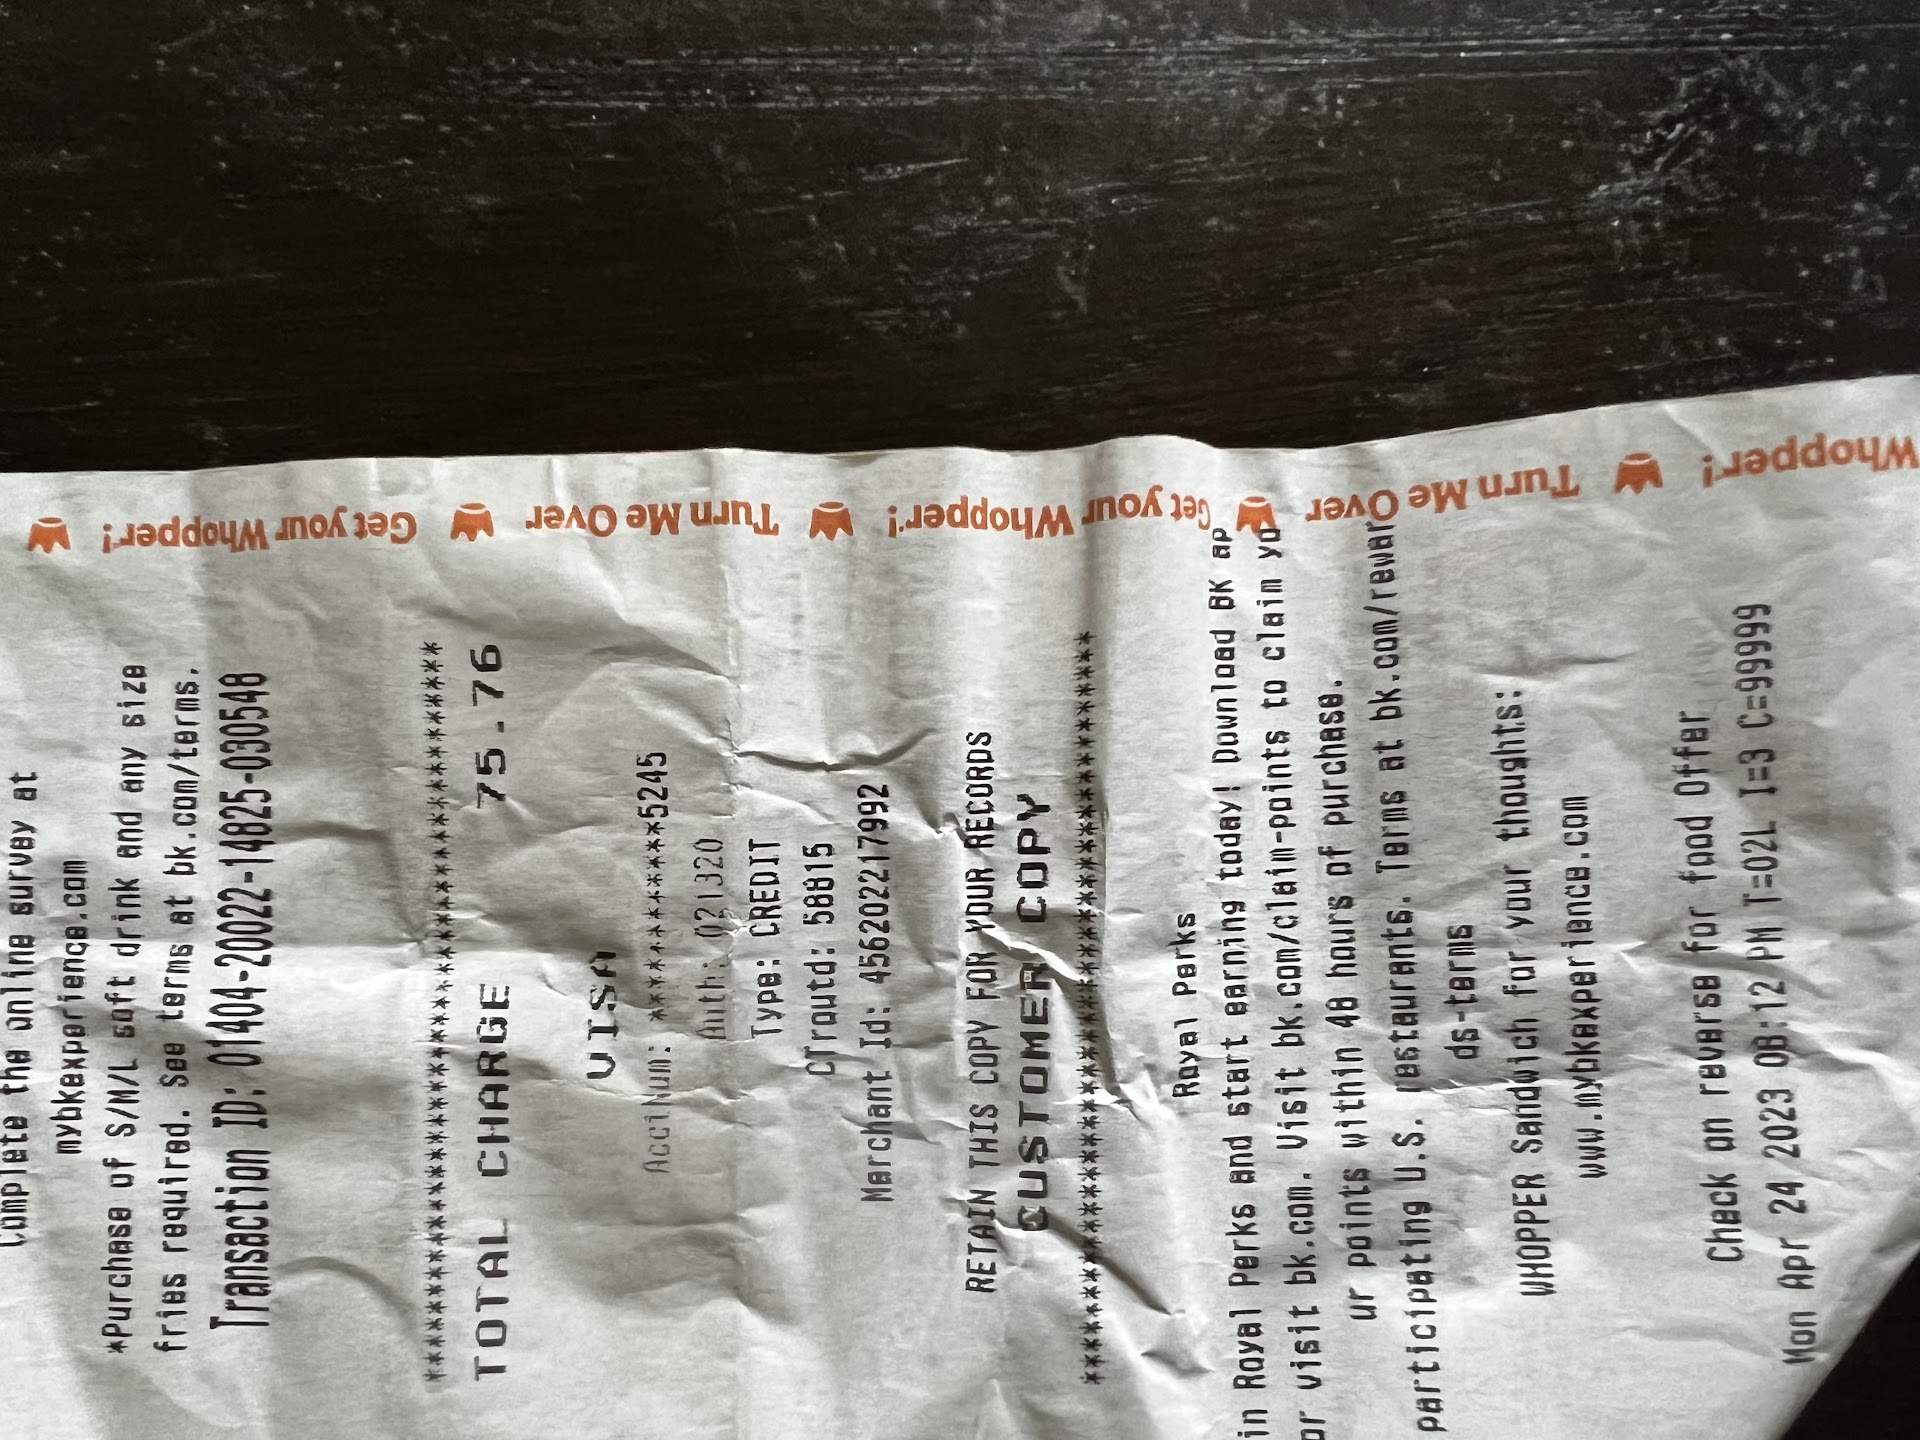 complete the online survey at
mybkexperience.com
*Purchase of S/M/L soft drink and any size
fries required. See terms at bk.com/terms.
Transaction ID: 01404-20022-14825-030548
******************************************
TOTAL CHARGE 75.76
VISA
AcctNum: ************5245
Auth: 021320
Type: CREDIT
CTroutd: 58815
Merchant Id: 4562022217992
RETAIN THIS COPY FOR YOUR RECORDS
CUSTOMER COPY
******************************************
Royal Perks
in Royal Perks and start earning today! Download BK ap
or visit bk.com. Visit bk.com/claim-points to claim yo
ur points within 48 hours of purchase.
participating U.S. restaurants. Terms at bk.com/rewar
ds-terms
WHOPPER Sandwich for your thoughts:
www.mybkexperience.com
Check on reverse for food offer
Mon Apr 24 2023 08:12 PM T=02L I=3 C=99999
Whopper!
Turn Me Over
Get your Whopper!
Turn Me Over
Get your Whopper!